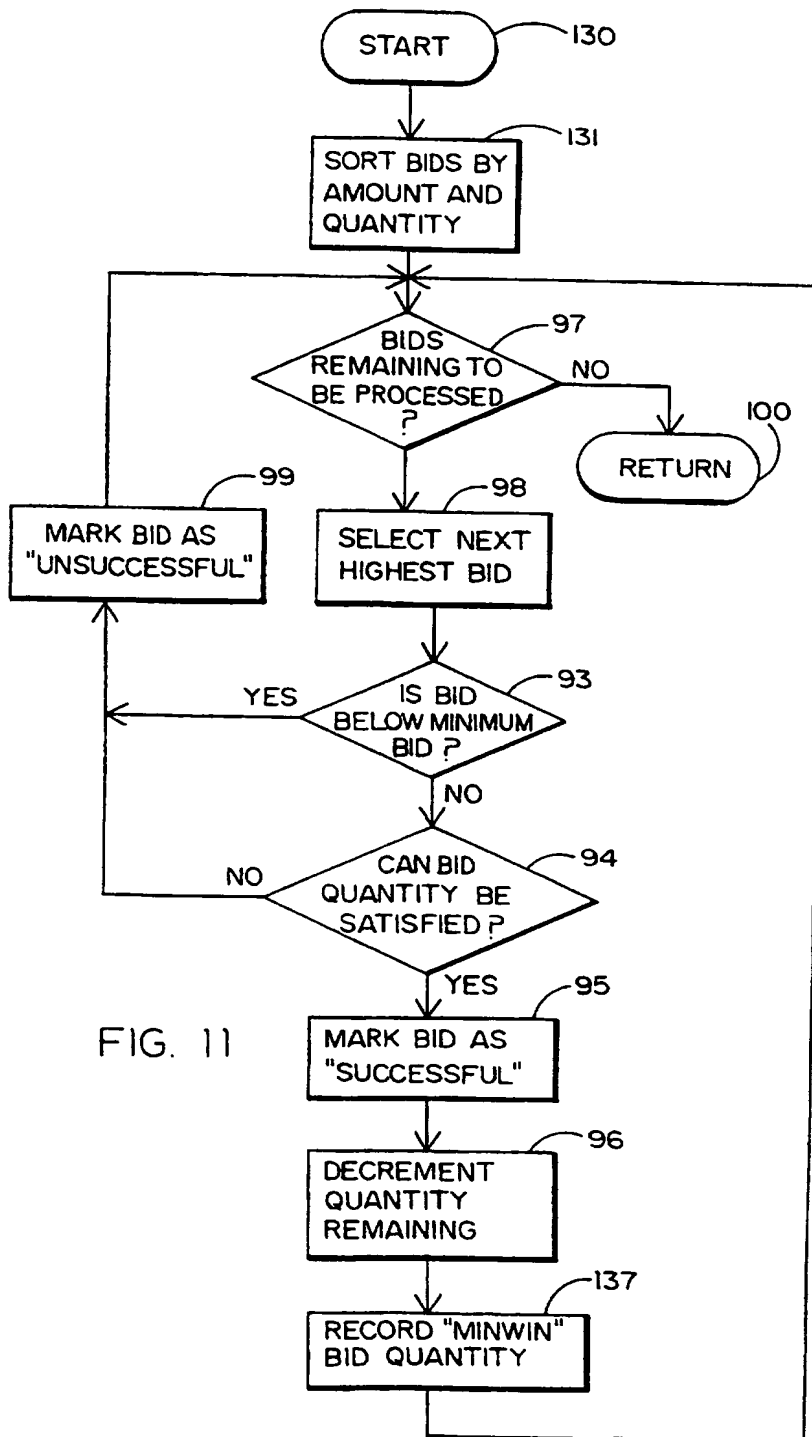 START
130
131
SORT BIDS BY
AMOUNT AND
QUANTITY
97
BIDS
REMAINING TO
BE PROCESSED
?
NO
100
RETURN
99
MARK BID AS
"UNSUCCESSFUL"
98
SELECT NEXT
HIGHEST BID
93
YES
IS BID
BELOW MINIMUM
BID ?
NO
94
NO
CAN BID
QUANTITY BE
SATISFIED ?
YES
95
FIG. 11
MARK BID AS
"SUCCESSFUL"
96
DECREMENT
QUANTITY
REMAINING
137
RECORD "MINWIN"
BID QUANTITY